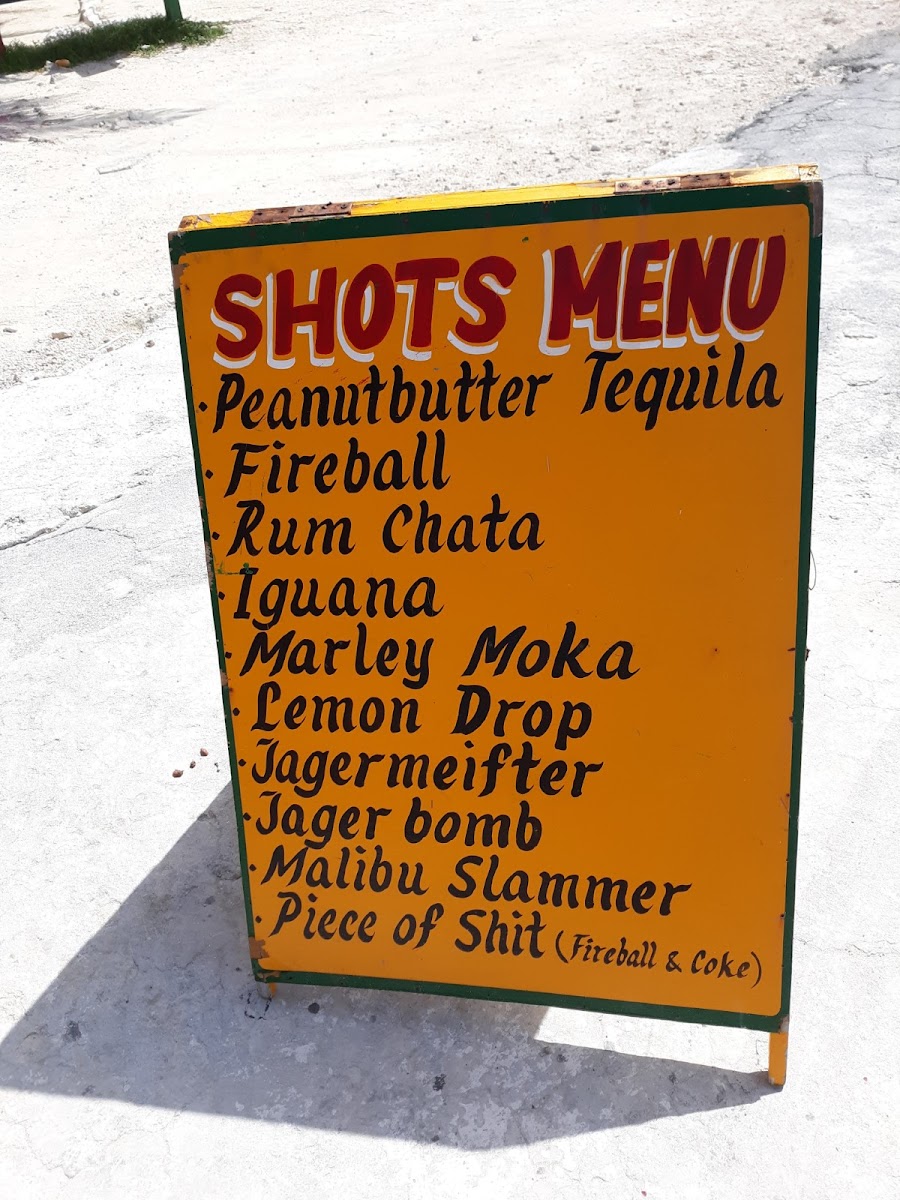 SHOTS MENU
·Peanutbutter Tequila
·Fireball
·Rum Chata
·Iguana
·Marley Moka
·Lemon Drop
·Jagermeifter
·Jager bomb
·Malibu Slammer
·Piece of Shit (Fireball & Coke)